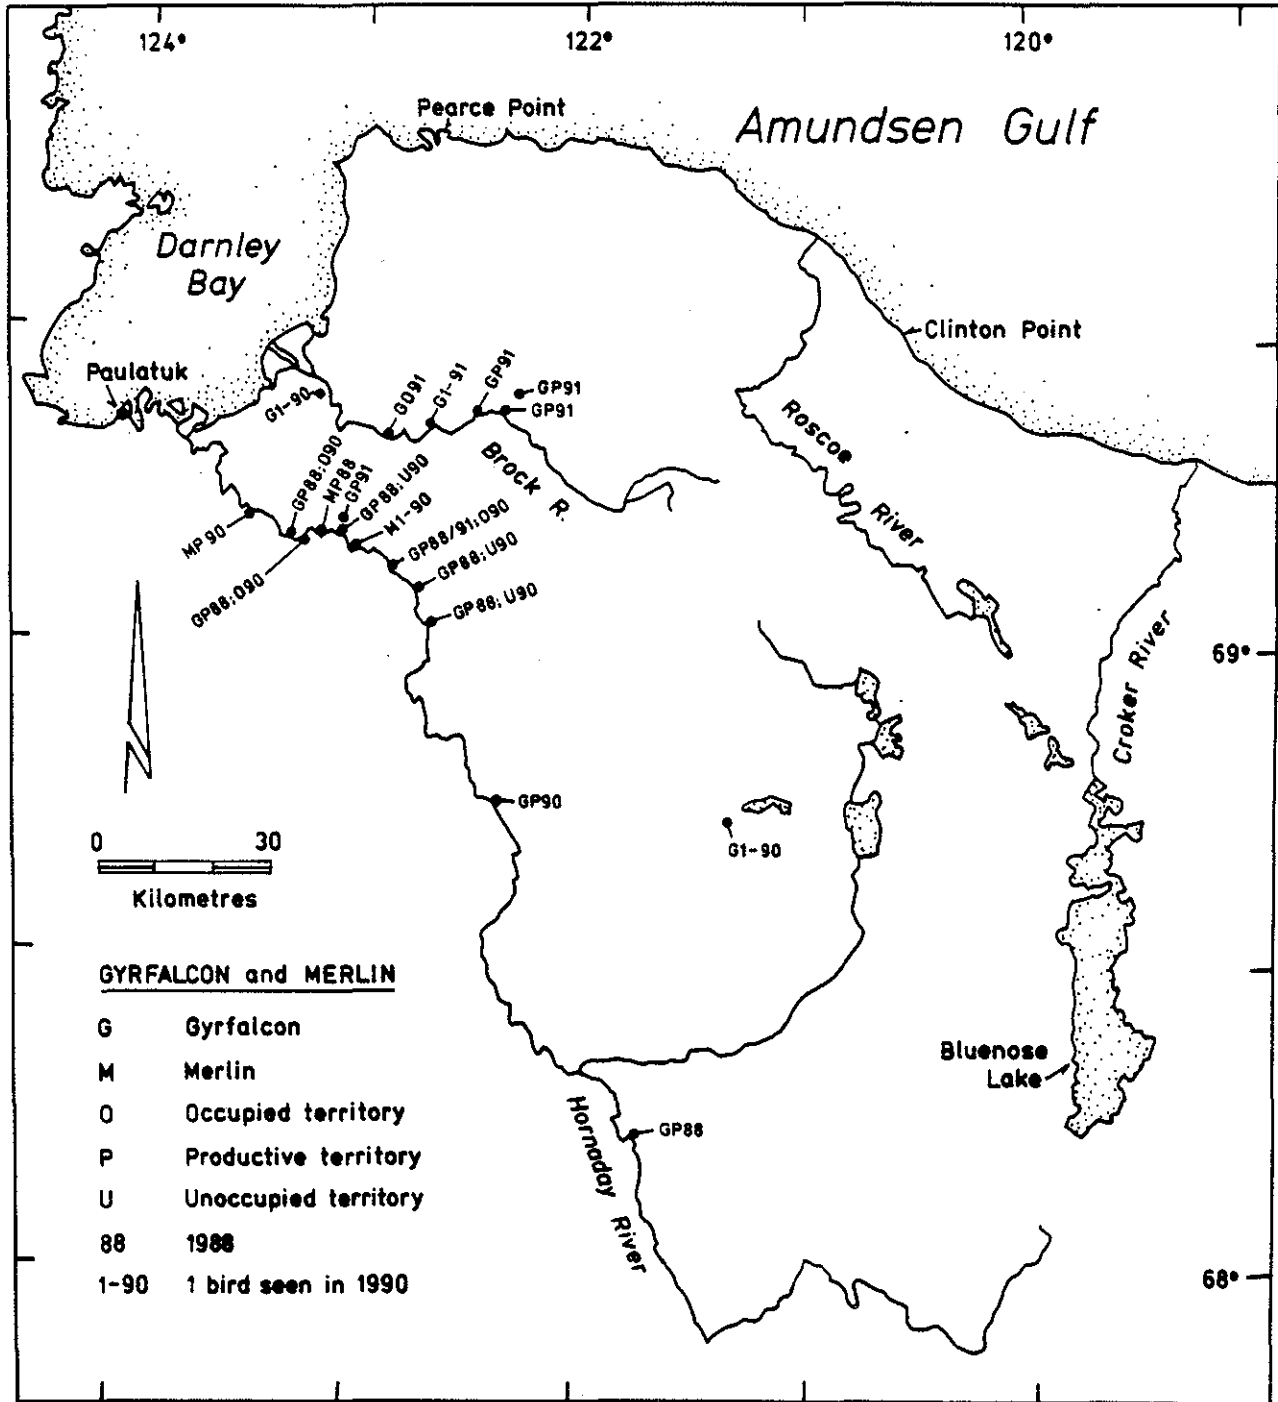 124°
122°
120°
Pearce Point
Amundsen Gulf
Darnley
Bay
Clinton Point
Paulatuk
G1-90
GO91
G1-91
GP91
GP91
GP91
Roscoe
River
Brock R.
GP88;O90
MP88
GP91
GP88;U90
M1-90
MP90
GP88;O90
GP88/91;O90
GP88;U90
GP88;U90
69°
Croker River
GP90
G1-90
0 30
Kilometres
GYRFALCON and MERLIN
G Gyrfalcon
M Merlin
O Occupied territory
P Productive territory
U Unoccupied territory
88 1988
1-90 1 bird seen in 1990
Bluenose
Lake
Hornaday River
GP88
68°